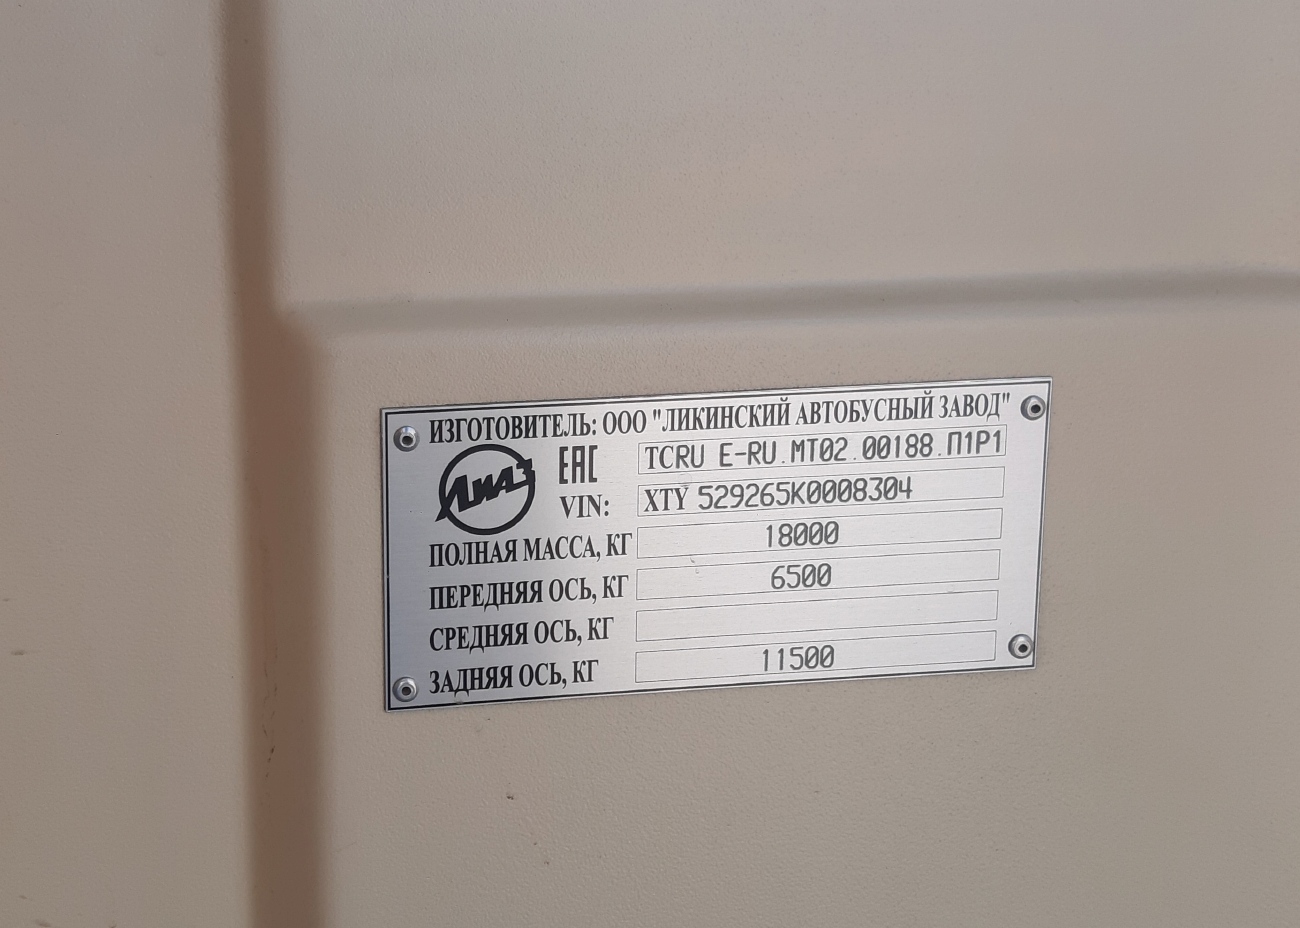 ИЗГОТОВИТЕЛЬ: ООО "ЛИКИНСКИЙ АВТОБУСНЫЙ ЗАВОД"
ЛиАЗ
ЕАС TCRU E-RU.MT02.00188.П1Р1
VIN: XTY 529265K0008304
ПОЛНАЯ МАССА, КГ 18000
ПЕРЕДНЯЯ ОСЬ, КГ 6500
СРЕДНЯЯ ОСЬ, КГ
ЗАДНЯЯ ОСЬ, КГ 11500